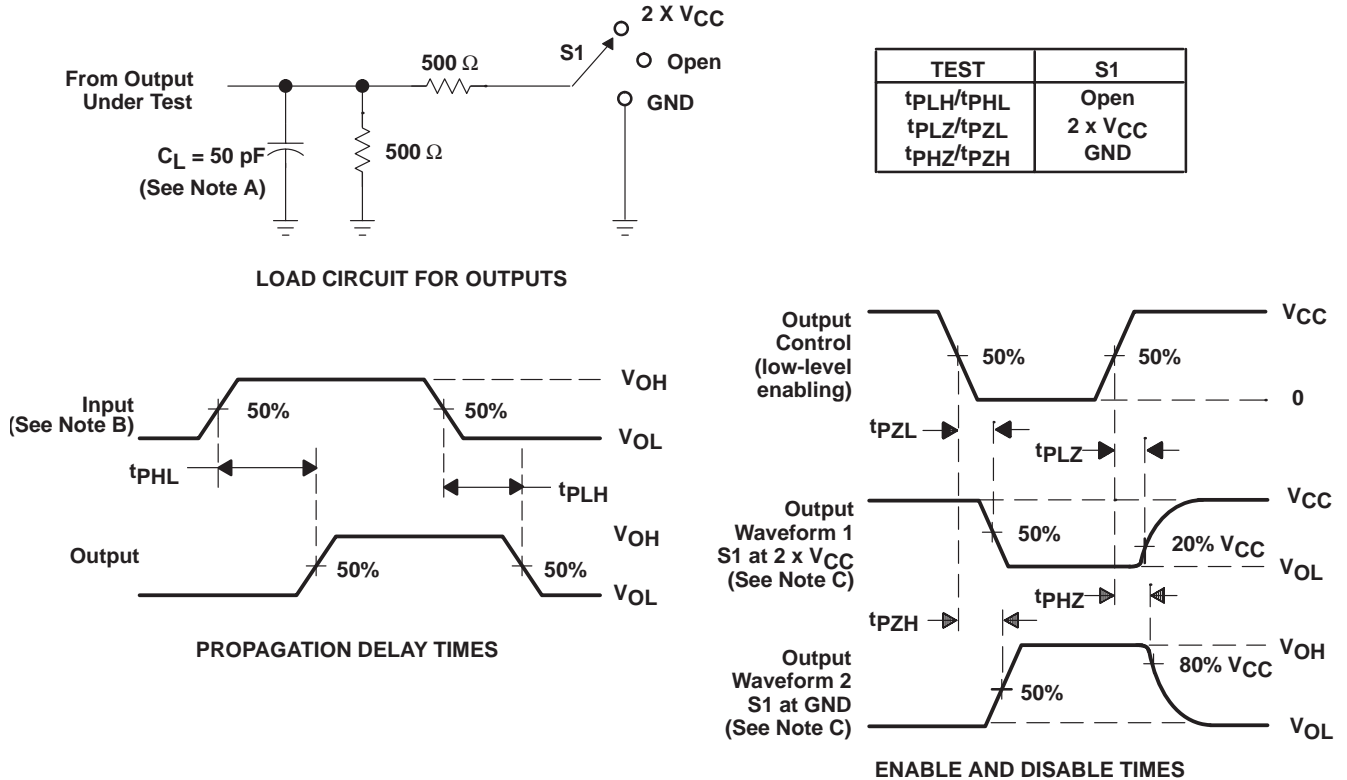 2 X VCC
S1
Open
GND
500 Ω
From Output
Under Test
500 Ω
CL = 50 pF
(See Note A)
LOAD CIRCUIT FOR OUTPUTS
TEST S1
tPLH/tPHL Open
tPLZ/tPZL 2 x VCC
tPHZ/tPZH GND
Input
(See Note B)
50%
50%
VOH
VOL
tPHL
tPLH
Output
50%
50%
VOH
VOL
PROPAGATION DELAY TIMES
Output
Control
(low-level
enabling)
50%
50%
VCC
0
tPZL
tPLZ
Output
Waveform 1
S1 at 2 x VCC
(See Note C)
50%
VCC
20% VCC
VOL
tPHZ
tPZH
Output
Waveform 2
S1 at GND
(See Note C)
50%
VOH
80% VCC
VOL
ENABLE AND DISABLE TIMES